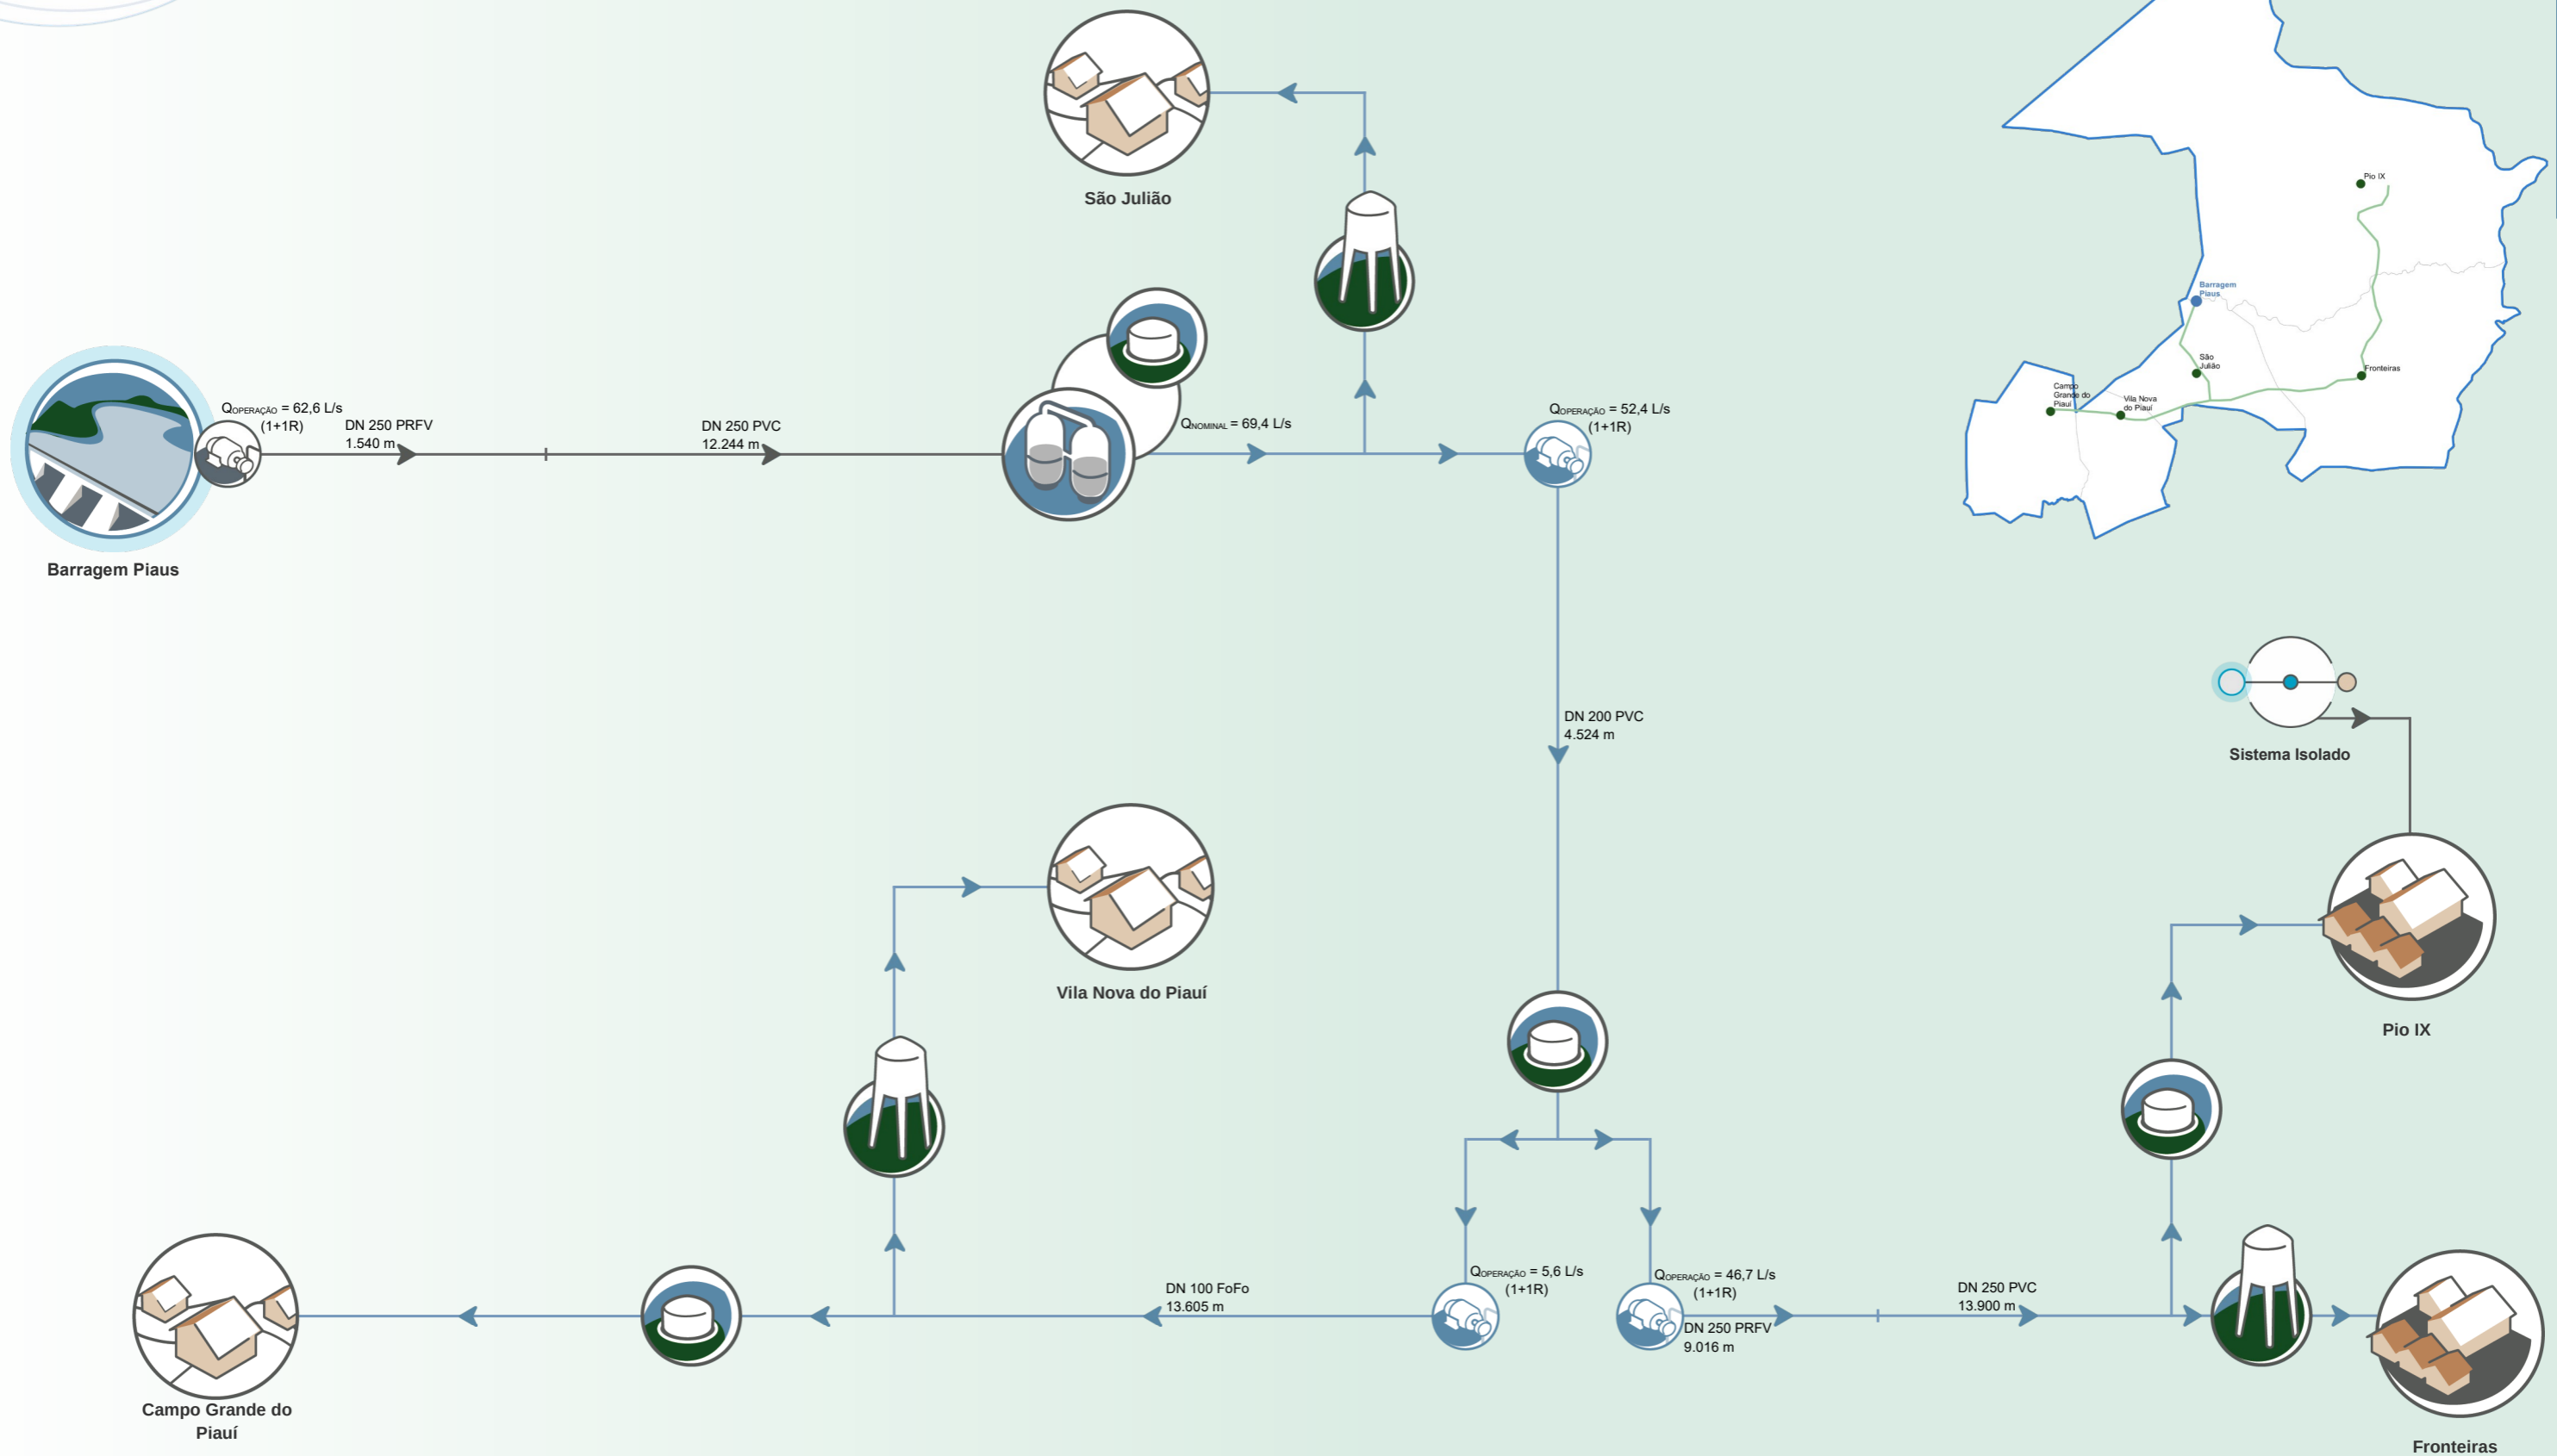 São Julião
Pio IX
Barragem
Piaus
São
Julião
Fronteiras
Campo
Grande do
Piauí
Vila Nova
do Piauí
QOPERAÇÃO = 62,6 L/s
(1+1R)
DN 250 PRFV
1.540 m
DN 250 PVC
12.244 m
QNOMINAL = 69,4 L/s
QOPERAÇÃO = 52,4 L/s
(1+1R)
Barragem Piaus
DN 200 PVC
4.524 m
Sistema Isolado
Vila Nova do Piauí
Pio IX
DN 100 FoFo
13.605 m
QOPERAÇÃO = 5,6 L/s
(1+1R)
QOPERAÇÃO = 46,7 L/s
(1+1R)
DN 250 PRFV
9.016 m
DN 250 PVC
13.900 m
Campo Grande do
Piauí
Fronteiras